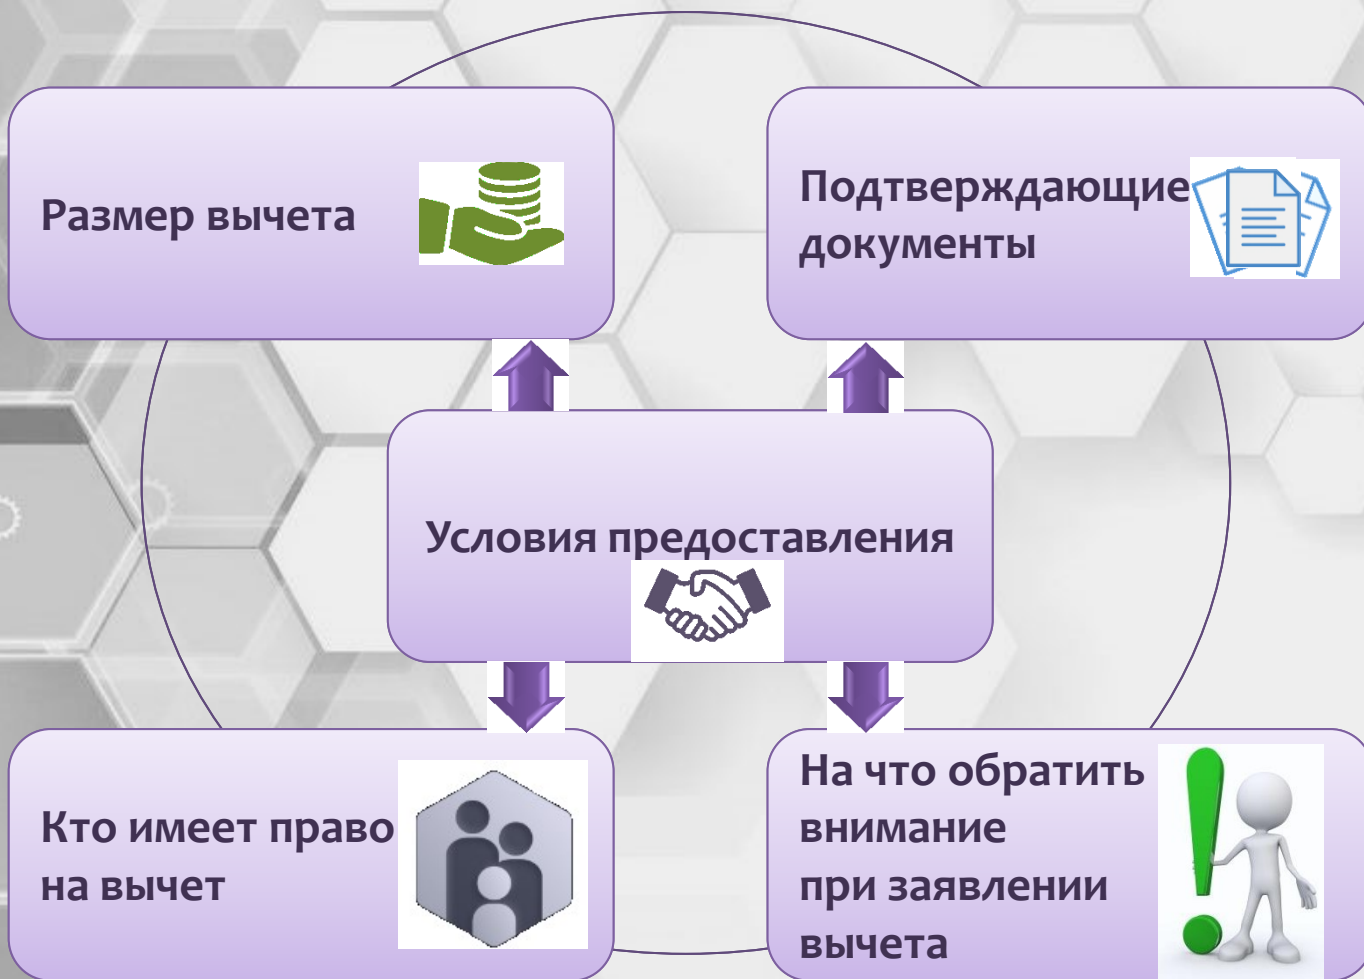 Размер вычета
Подтверждающие
документы
Условия предоставления
Кто имеет право
на вычет
На что обратить
внимание
при заявлении
вычета